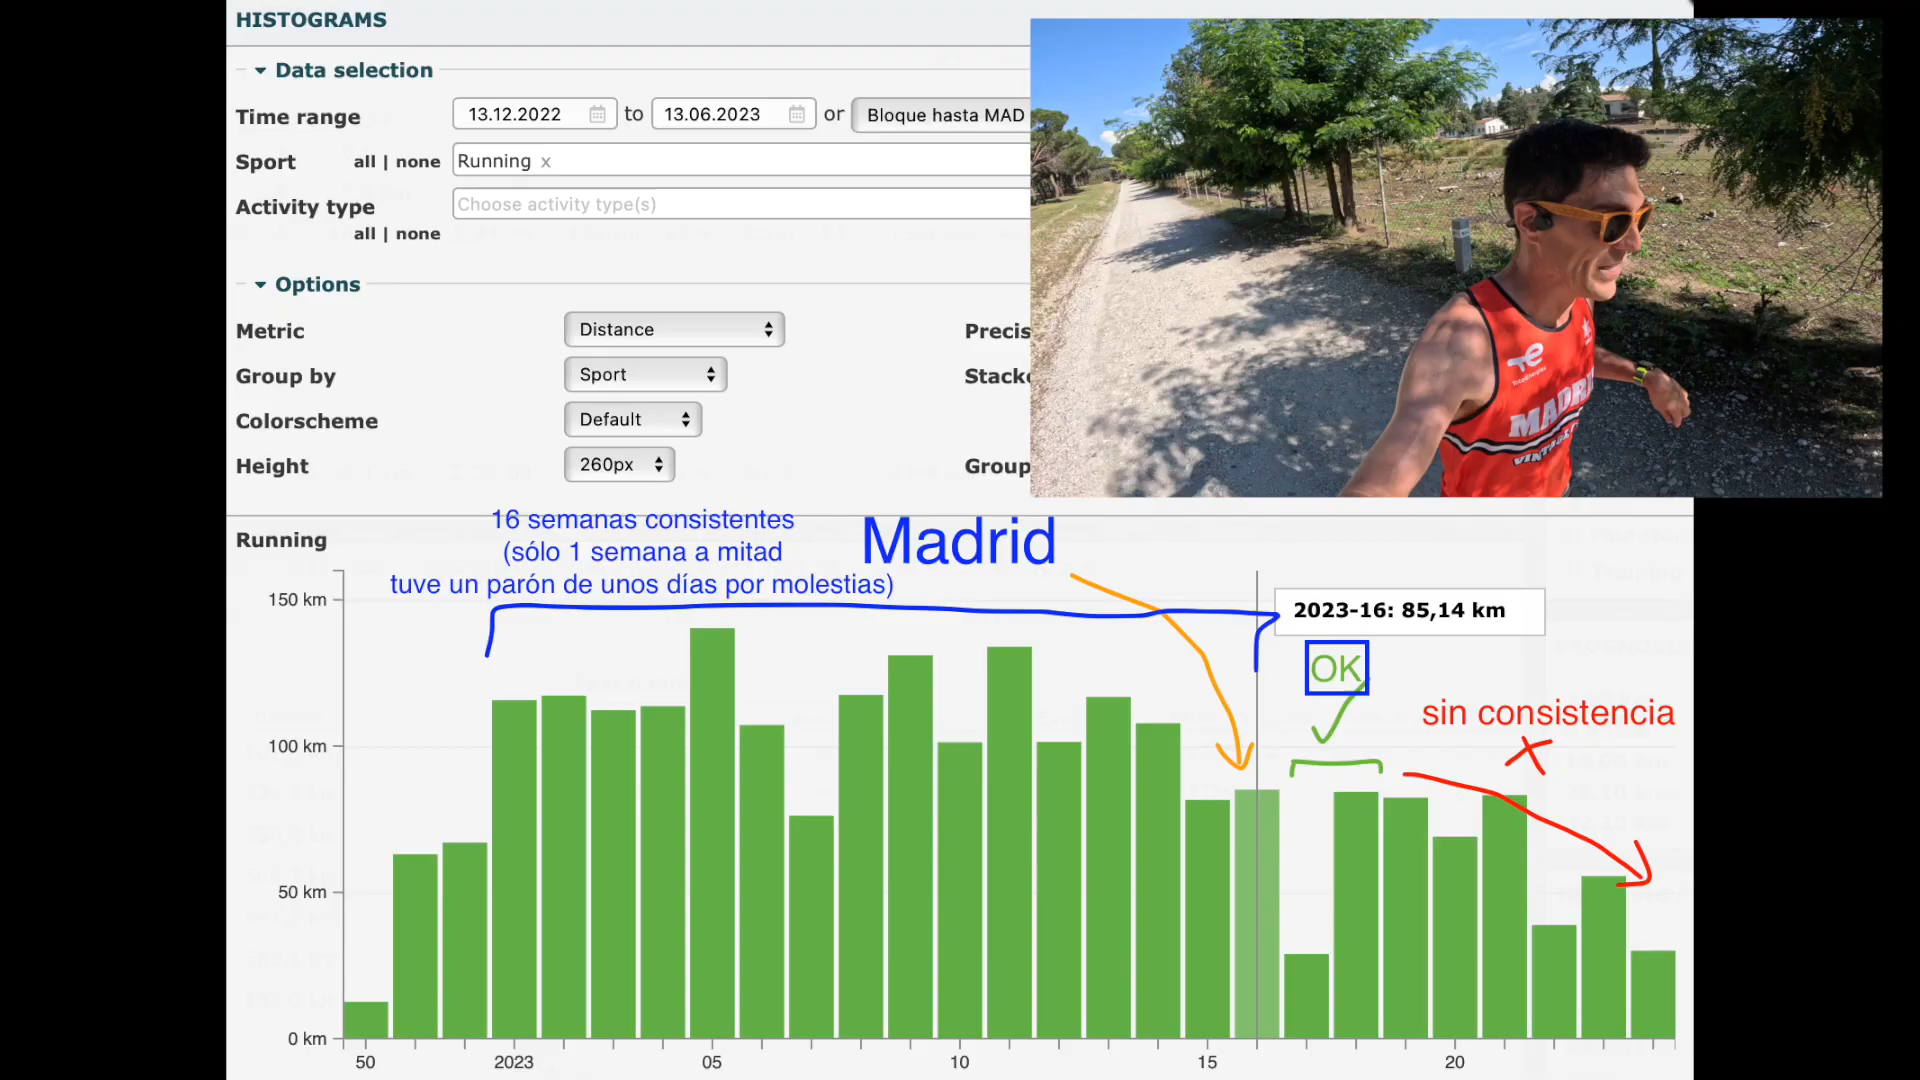 HISTOGRAMS
Data selection
Time range
13.12.2022
to
13.06.2023
or
Bloque hasta MAD
Sport
all | none
Running x
Activity type
Choose activity type(s)
all | none
Options
Metric
Distance
Precis
Group by
Sport
Stack
Colorscheme
Default
Height
260px
Group
TotalEnergies
MADRI
Running
16 semanas consistentes
(sólo 1 semana a mitad
tuve un parón de unos días por molestias)
Madrid
2023-16: 85,14 km
OK
sin consistencia
150 km
100 km
50 km
0 km
50
2023
05
10
15
20